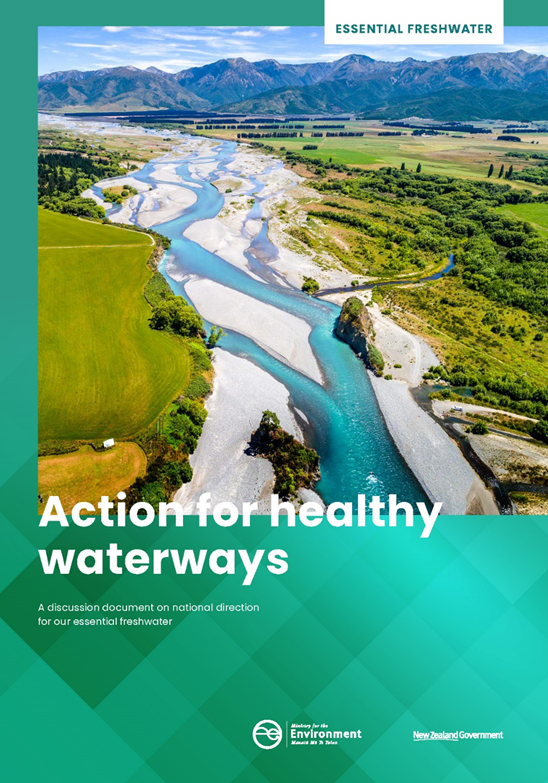 ESSENTIAL FRESHWATER
Action for healthy
waterways
A discussion document on national direction
for our essential freshwater
Ministry for the
Environment
Manatū Mō Te Taiao
New Zealand Government